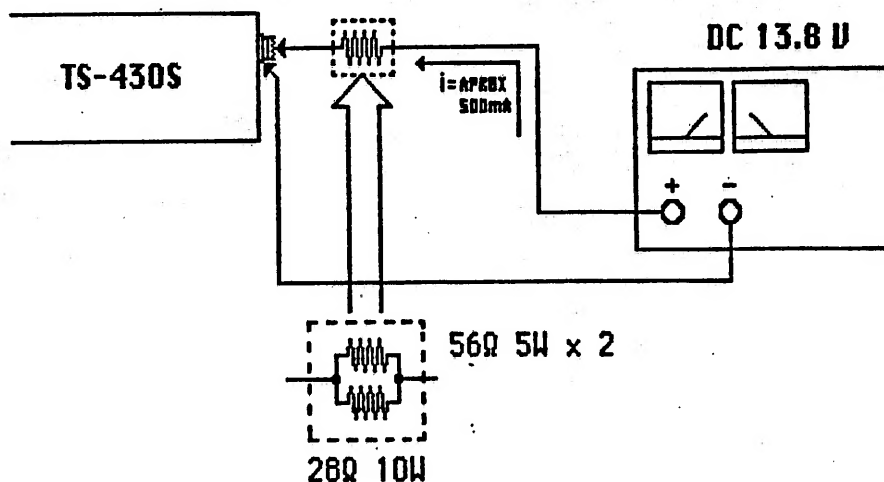 DC 13.8 V
TS-430S
i=APROX
500mA
+ -
56Ω 5W x 2
28Ω 10W